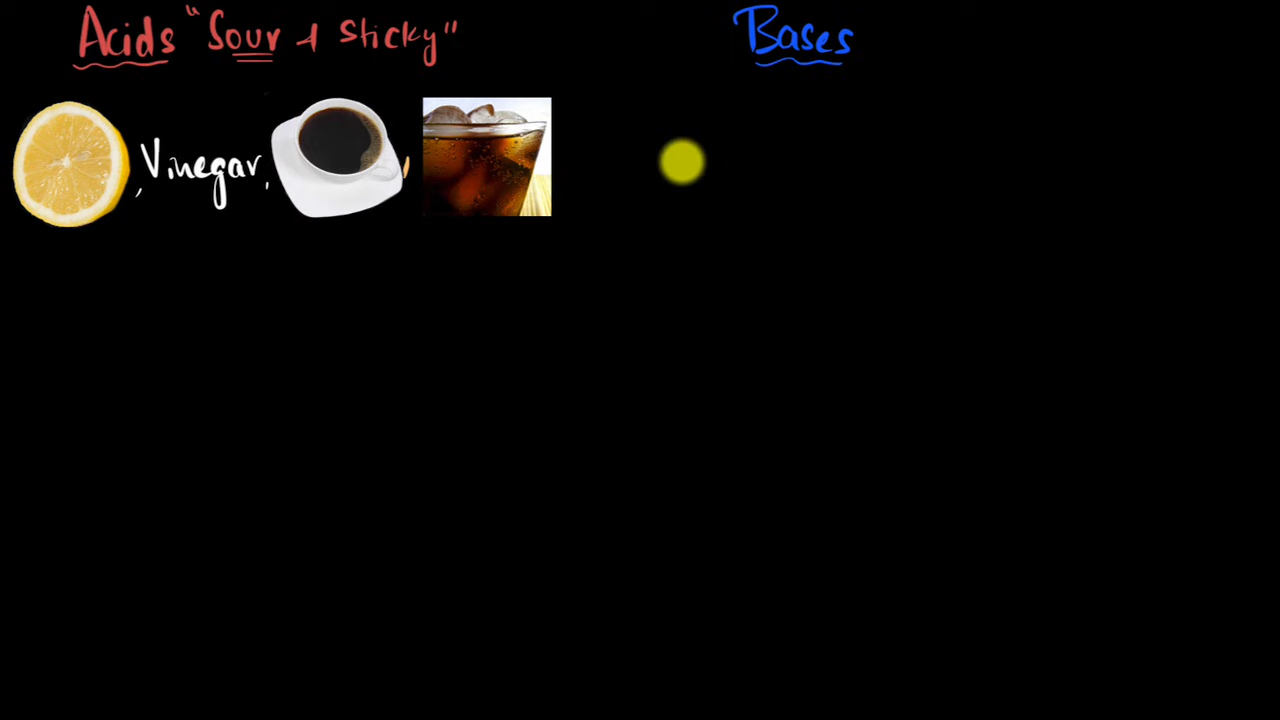 Acids "Sour & Sticky"
Bases
, Vinegar,